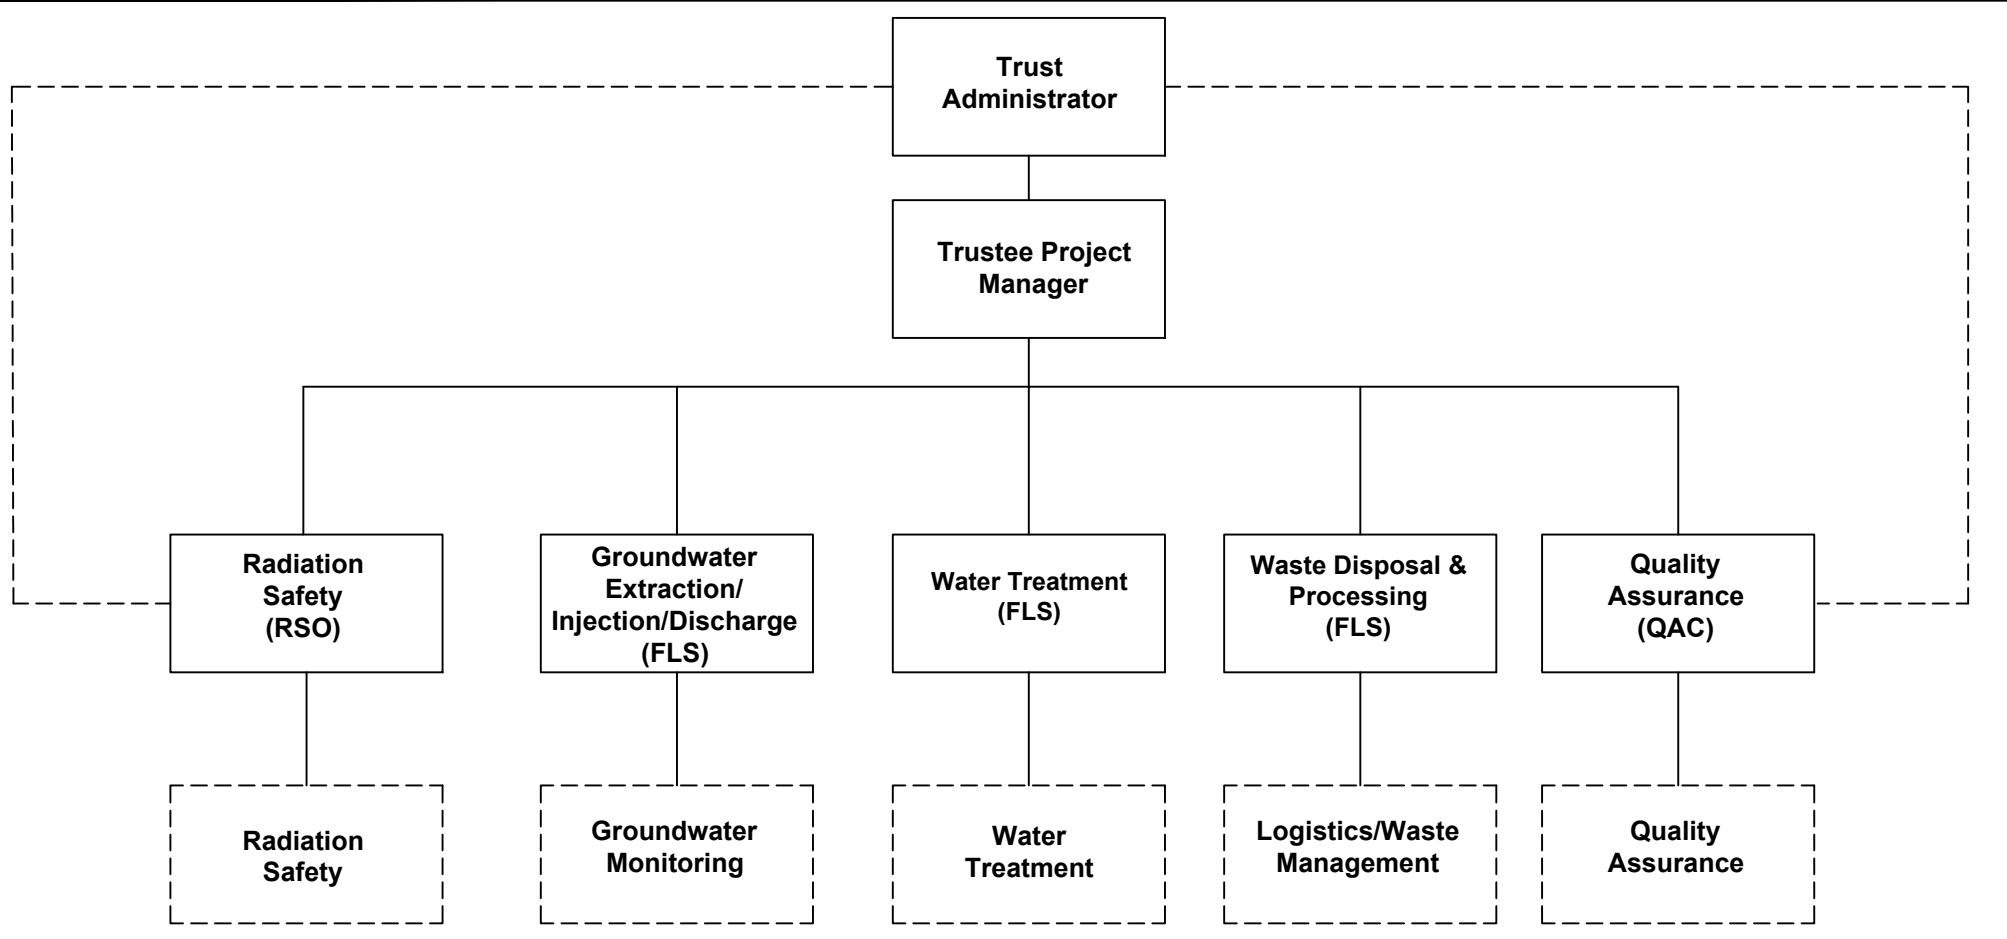 Trust
Administrator
Trustee Project
Manager
Radiation
Safety
(RSO)
Groundwater
Extraction/
Injection/Discharge
(FLS)
Water Treatment
(FLS)
Waste Disposal &
Processing
(FLS)
Quality
Assurance
(QAC)
Radiation
Safety
Groundwater
Monitoring
Water
Treatment
Logistics/Waste
Management
Quality
Assurance